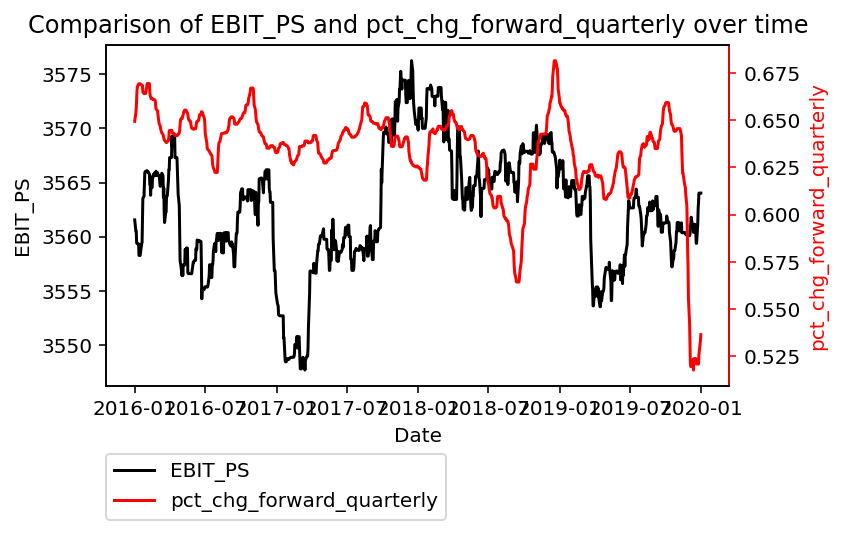 Comparison of EBIT_PS and pct_chg_forward_quarterly over time
EBIT_PS
3575
3570
3565
3560
3555
3550
0.675
0.650
0.625
0.600
0.575
0.550
0.525
pct_chg_forward_quarterly
2016-01 2016-07 2017-01 2017-07 2018-01 2018-07 2019-01 2019-07 2020-01
Date
EBIT_PS
pct_chg_forward_quarterly